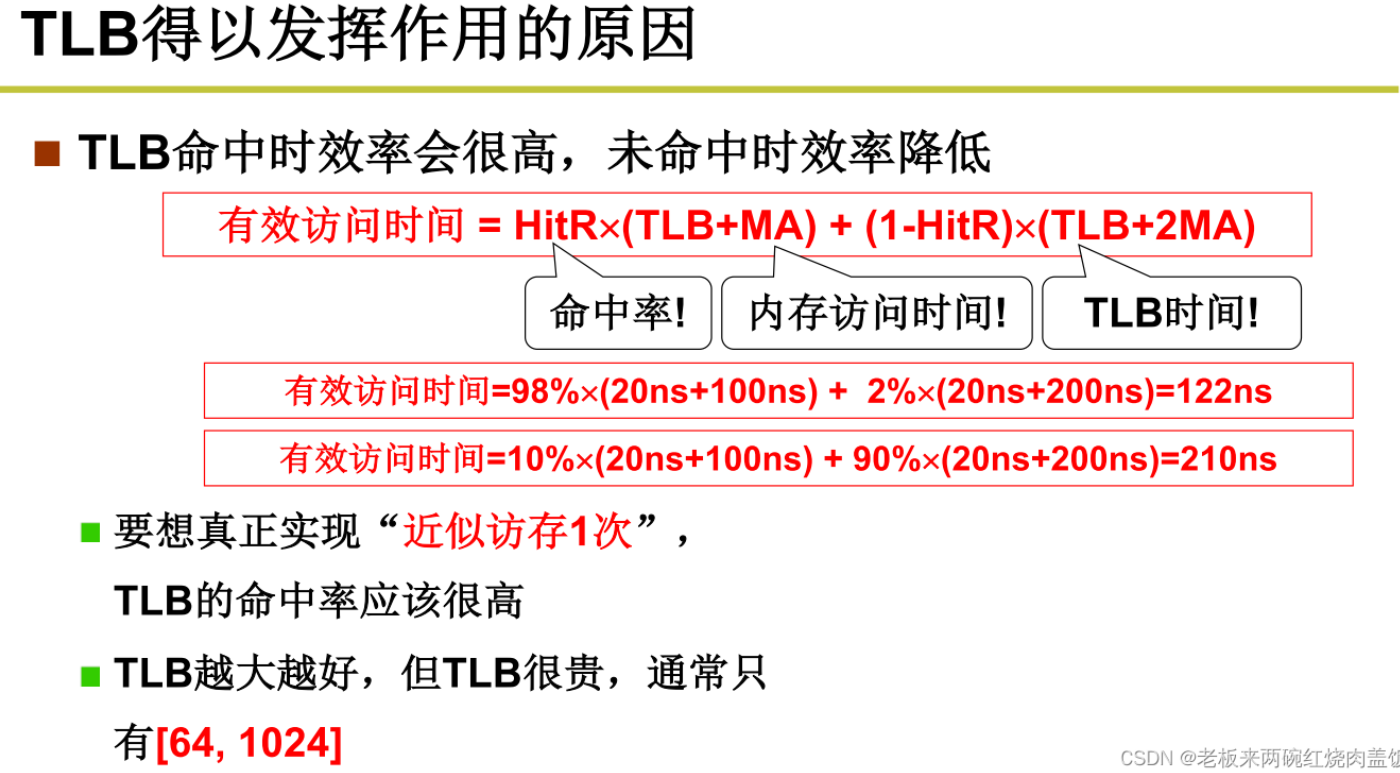 TLB得以发挥作用的原因
TLB命中时效率会很高，未命中时效率降低
有效访问时间 = HitR×(TLB+MA) + (1-HitR)×(TLB+2MA)
命中率!
内存访问时间!
TLB时间!
有效访问时间=98%×(20ns+100ns) + 2%×(20ns+200ns)=122ns
有效访问时间=10%×(20ns+100ns) + 90%×(20ns+200ns)=210ns
要想真正实现“近似访存1次”，
TLB的命中率应该很高
TLB越大越好，但TLB很贵，通常只
有[64, 1024]
CSDN @老板来两碗红烧肉盖饭